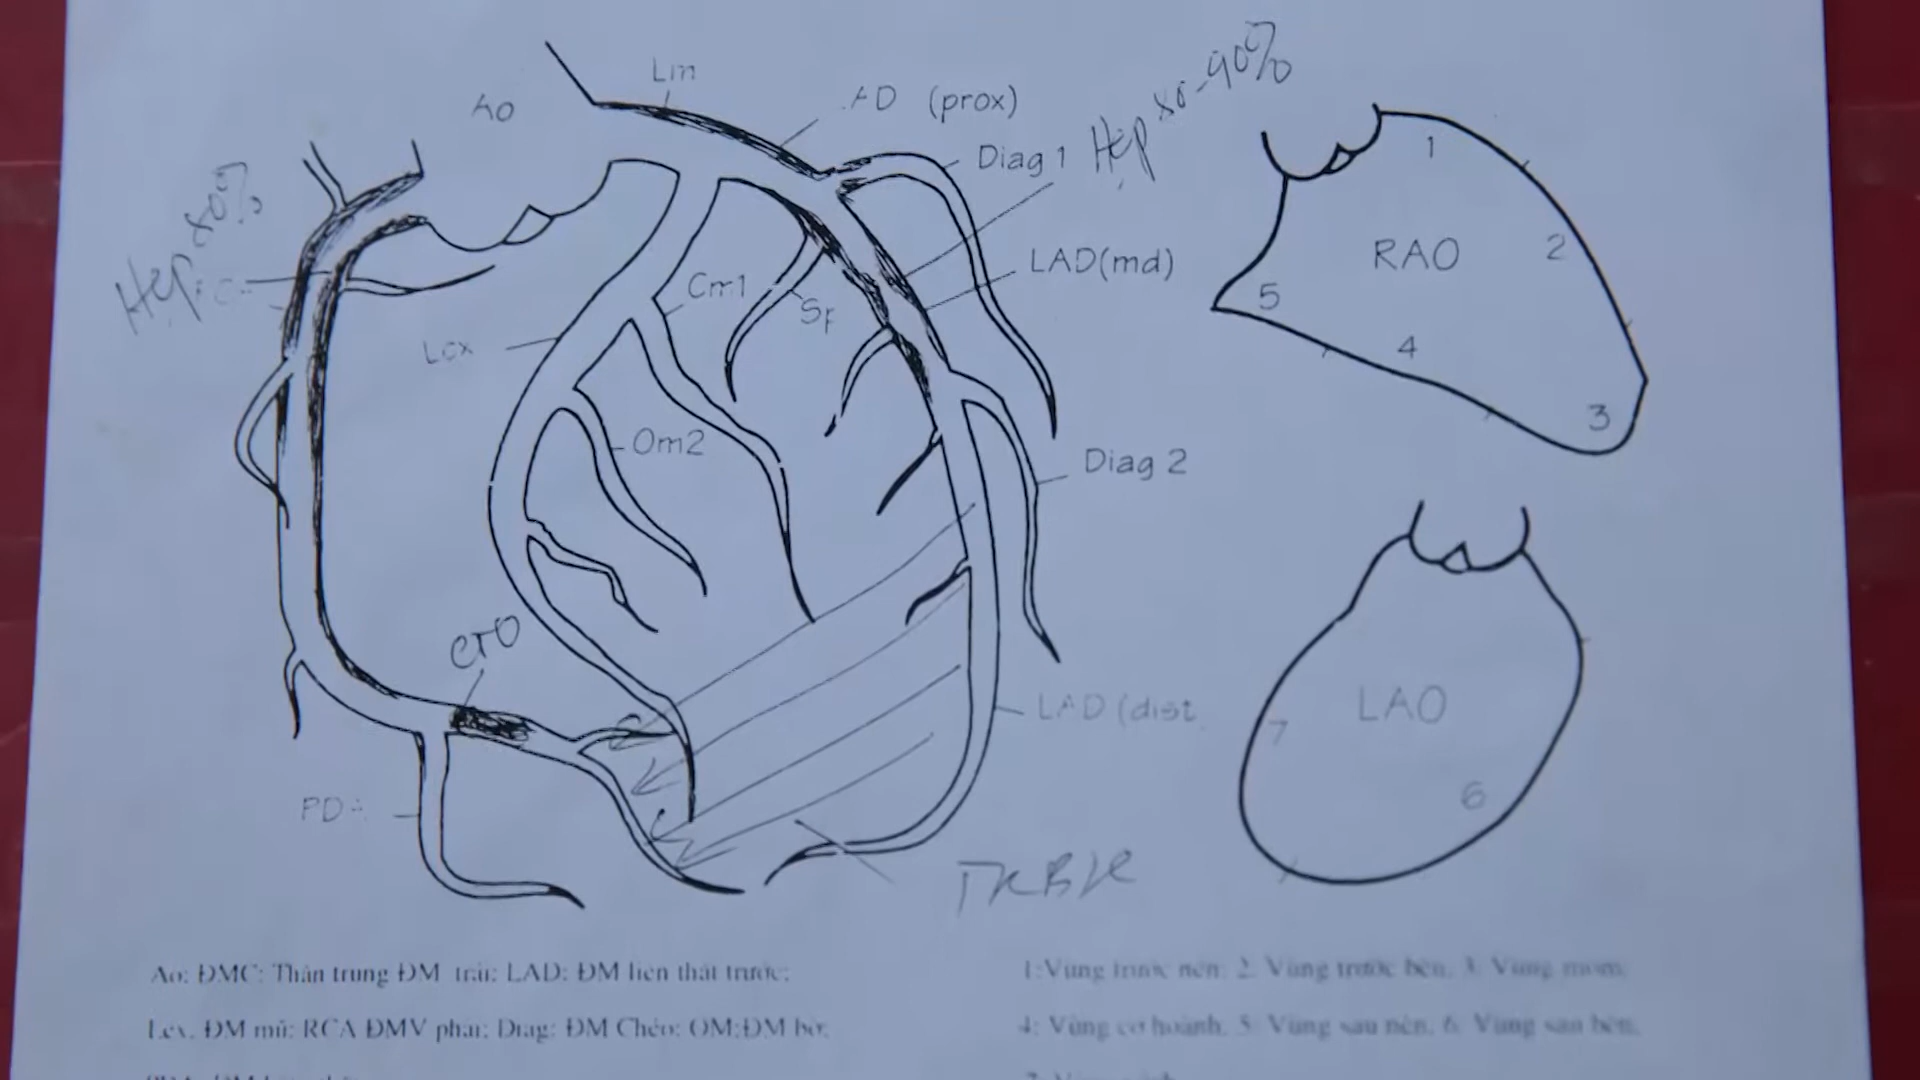 Lm
Ao
AD (prox)
Hẹp 80-90%
Diag 1
Hẹp 80%
LAD(md)
Cm1
Sp
Lcx
Om2
Diag 2
CTO
LAD (dist
PD
THBH
1
2
RAO
5
4
3
LAO
7
6
Ao: ĐMC: Thân trung ĐM trái: LAD: ĐM liên thất trước;
Lcx. ĐM mũ: RCA ĐMV phải: Diag: ĐM Chéo: OM:ĐM bờ;
1:Vùng trước nền: 2. Vùng trước bên. 3. Vùng mỏm.
4: Vùng cơ hoành. 5. Vùng sau nền. 6. Vùng sau bên.